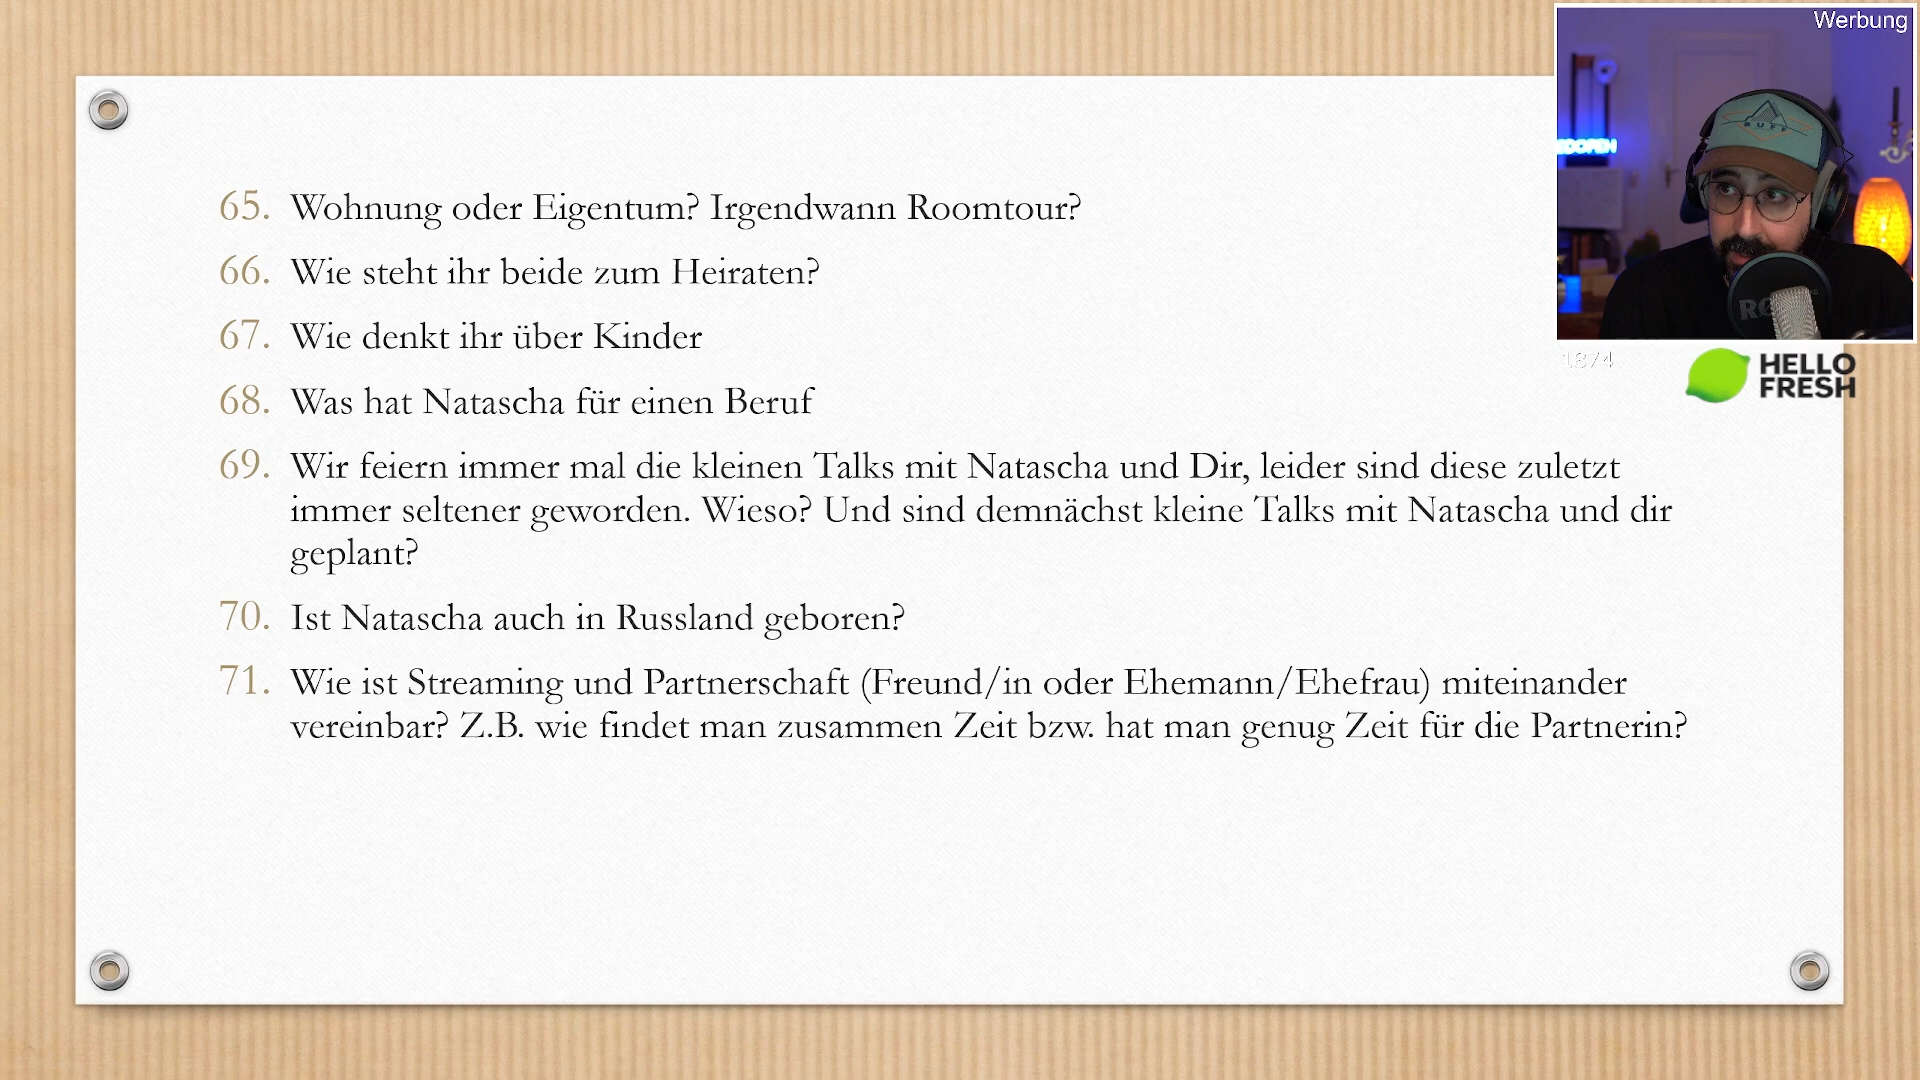 Werbung
65. Wohnung oder Eigentum? Irgendwann Roomtour?
66. Wie steht ihr beide zum Heiraten?
67. Wie denkt ihr über Kinder
1374
HELLO
FRESH
68. Was hat Natascha für einen Beruf
69. Wir feiern immer mal die kleinen Talks mit Natascha und Dir, leider sind diese zuletzt
immer seltener geworden. Wieso? Und sind demnächst kleine Talks mit Natascha und dir
geplant?
70. Ist Natascha auch in Russland geboren?
71. Wie ist Streaming und Partnerschaft (Freund/in oder Ehemann/Ehefrau) miteinander
vereinbar? Z.B. wie findet man zusammen Zeit bzw. hat man genug Zeit für die Partnerin?
BUFF